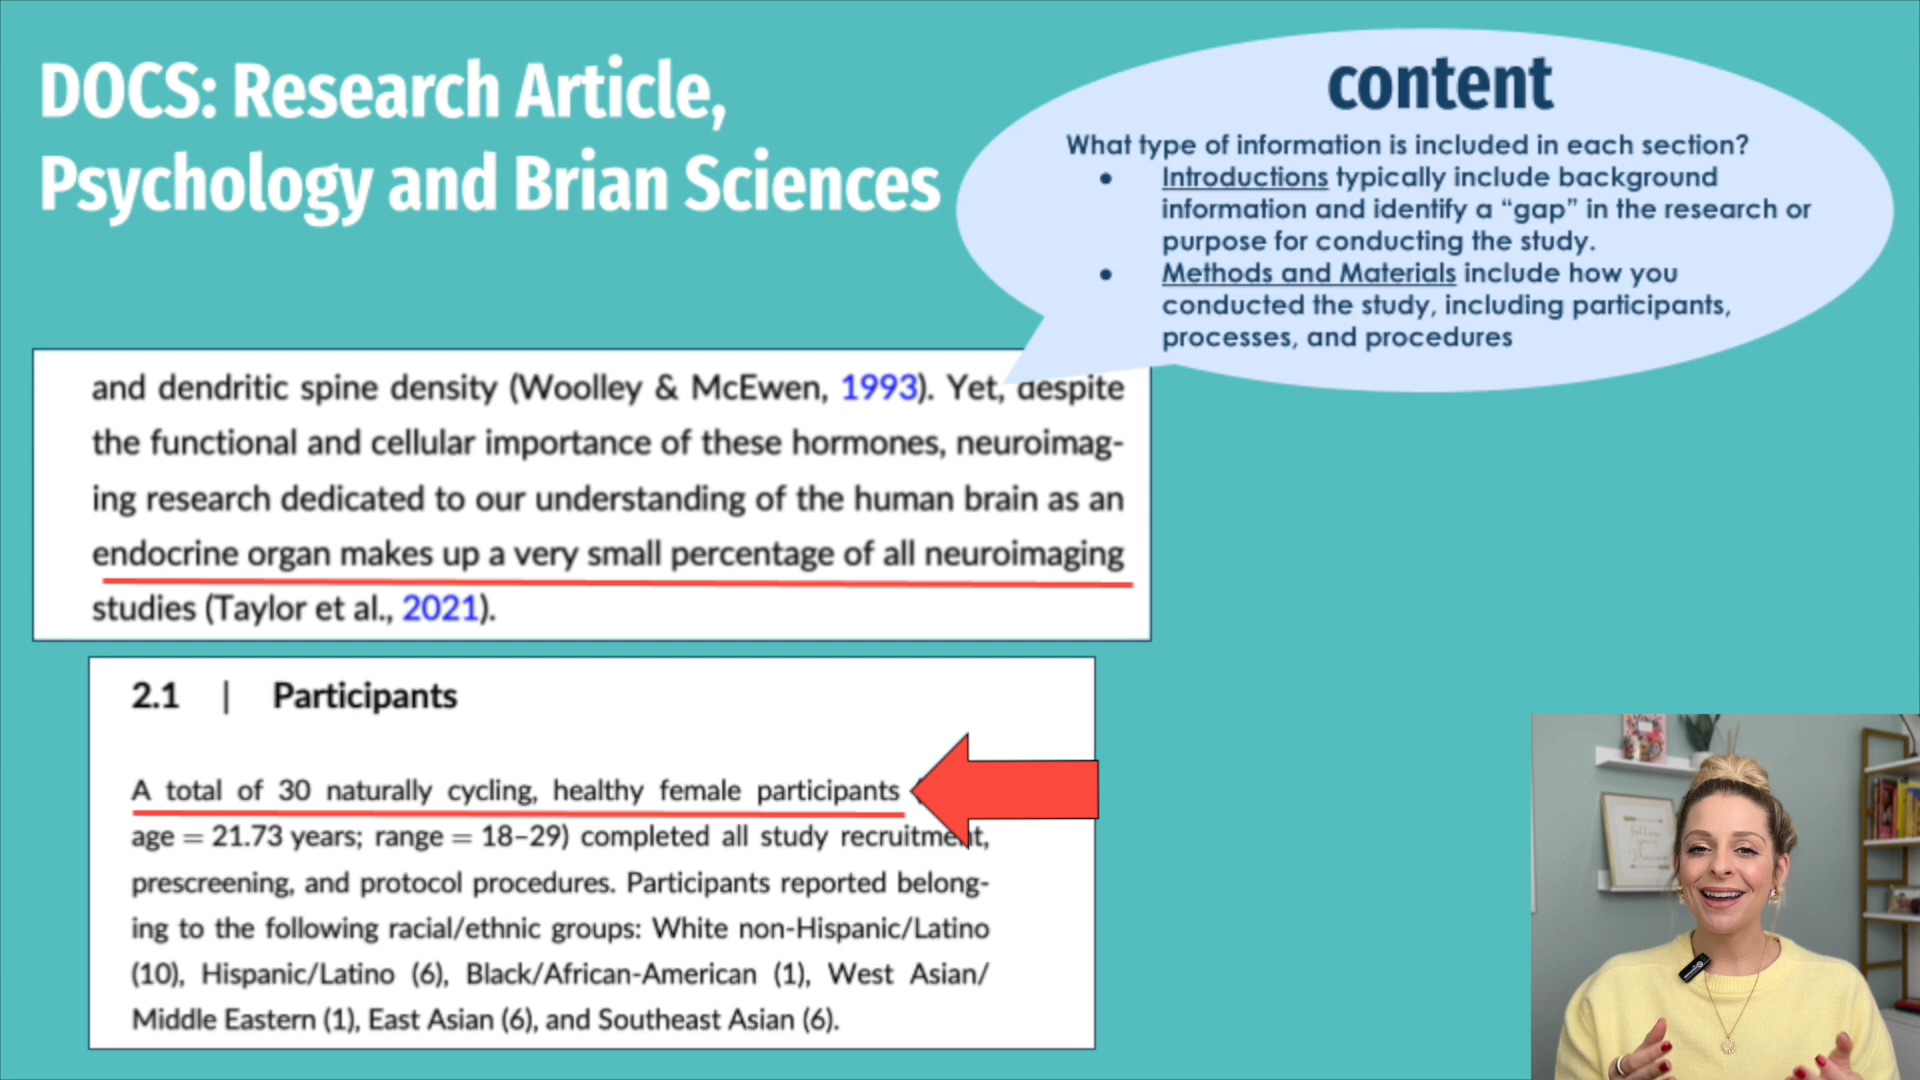 DOCS: Research Article,
Psychology and Brian Sciences
content
What type of information is included in each section?
● Introductions typically include background
information and identify a “gap” in the research or
purpose for conducting the study.
● Methods and Materials include how you
conducted the study, including participants,
processes, and procedures
and dendritic spine density (Woolley & McEwen, 1993). Yet, despite
the functional and cellular importance of these hormones, neuroimag-
ing research dedicated to our understanding of the human brain as an
endocrine organ makes up a very small percentage of all neuroimaging
studies (Taylor et al., 2021).
2.1 | Participants
A total of 30 naturally cycling, healthy female participants
age = 21.73 years; range = 18–29) completed all study recruitment,
prescreening, and protocol procedures. Participants reported belong-
ing to the following racial/ethnic groups: White non-Hispanic/Latino
(10), Hispanic/Latino (6), Black/African-American (1), West Asian/
Middle Eastern (1), East Asian (6), and Southeast Asian (6).